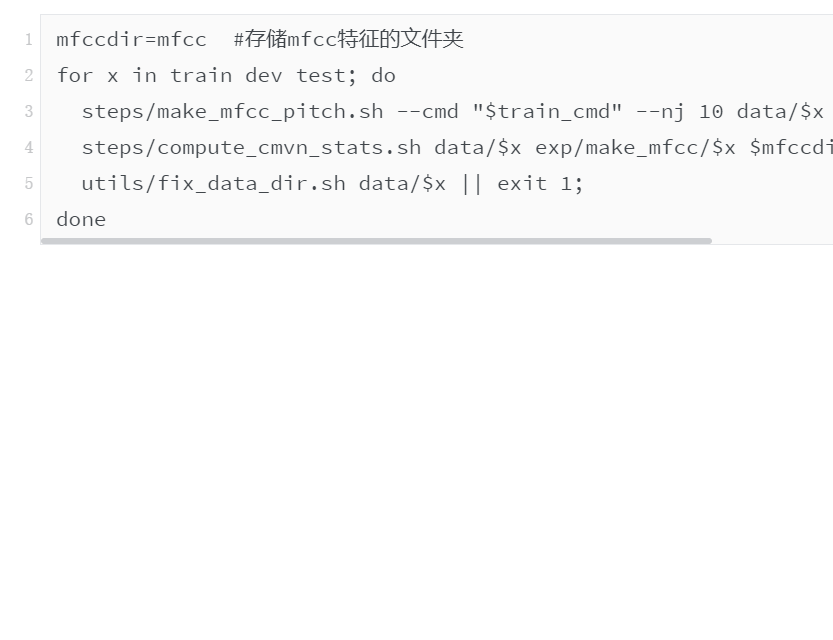 1 mfccdir=mfcc  #存储mfcc特征的文件夹
2 for x in train dev test; do
3   steps/make_mfcc_pitch.sh --cmd "$train_cmd" --nj 10 data/$x
4   steps/compute_cmvn_stats.sh data/$x exp/make_mfcc/$x $mfccdi
5   utils/fix_data_dir.sh data/$x || exit 1;
6 done